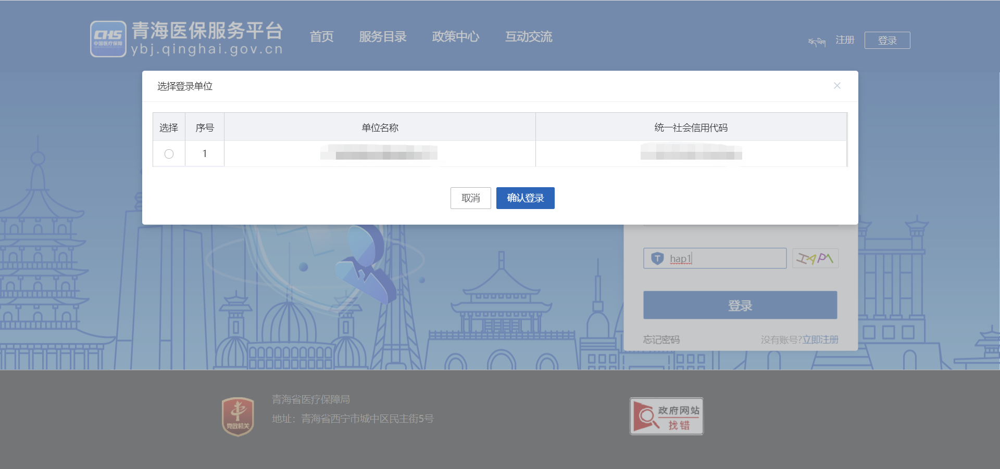 CHS
中国医疗保障
青海医保服务平台
ybj.qinghai.gov.cn
首页
服务目录
政策中心
互动交流
注册
登录
选择登录单位
选择
序号
单位名称
统一社会信用代码
1
取消
确认登录
hap1
HAP1
登录
忘记密码
没有账号?立即注册
党政机关
青海省医疗保障局
地址：青海省西宁市城中区民主街5号
政府网站
找错